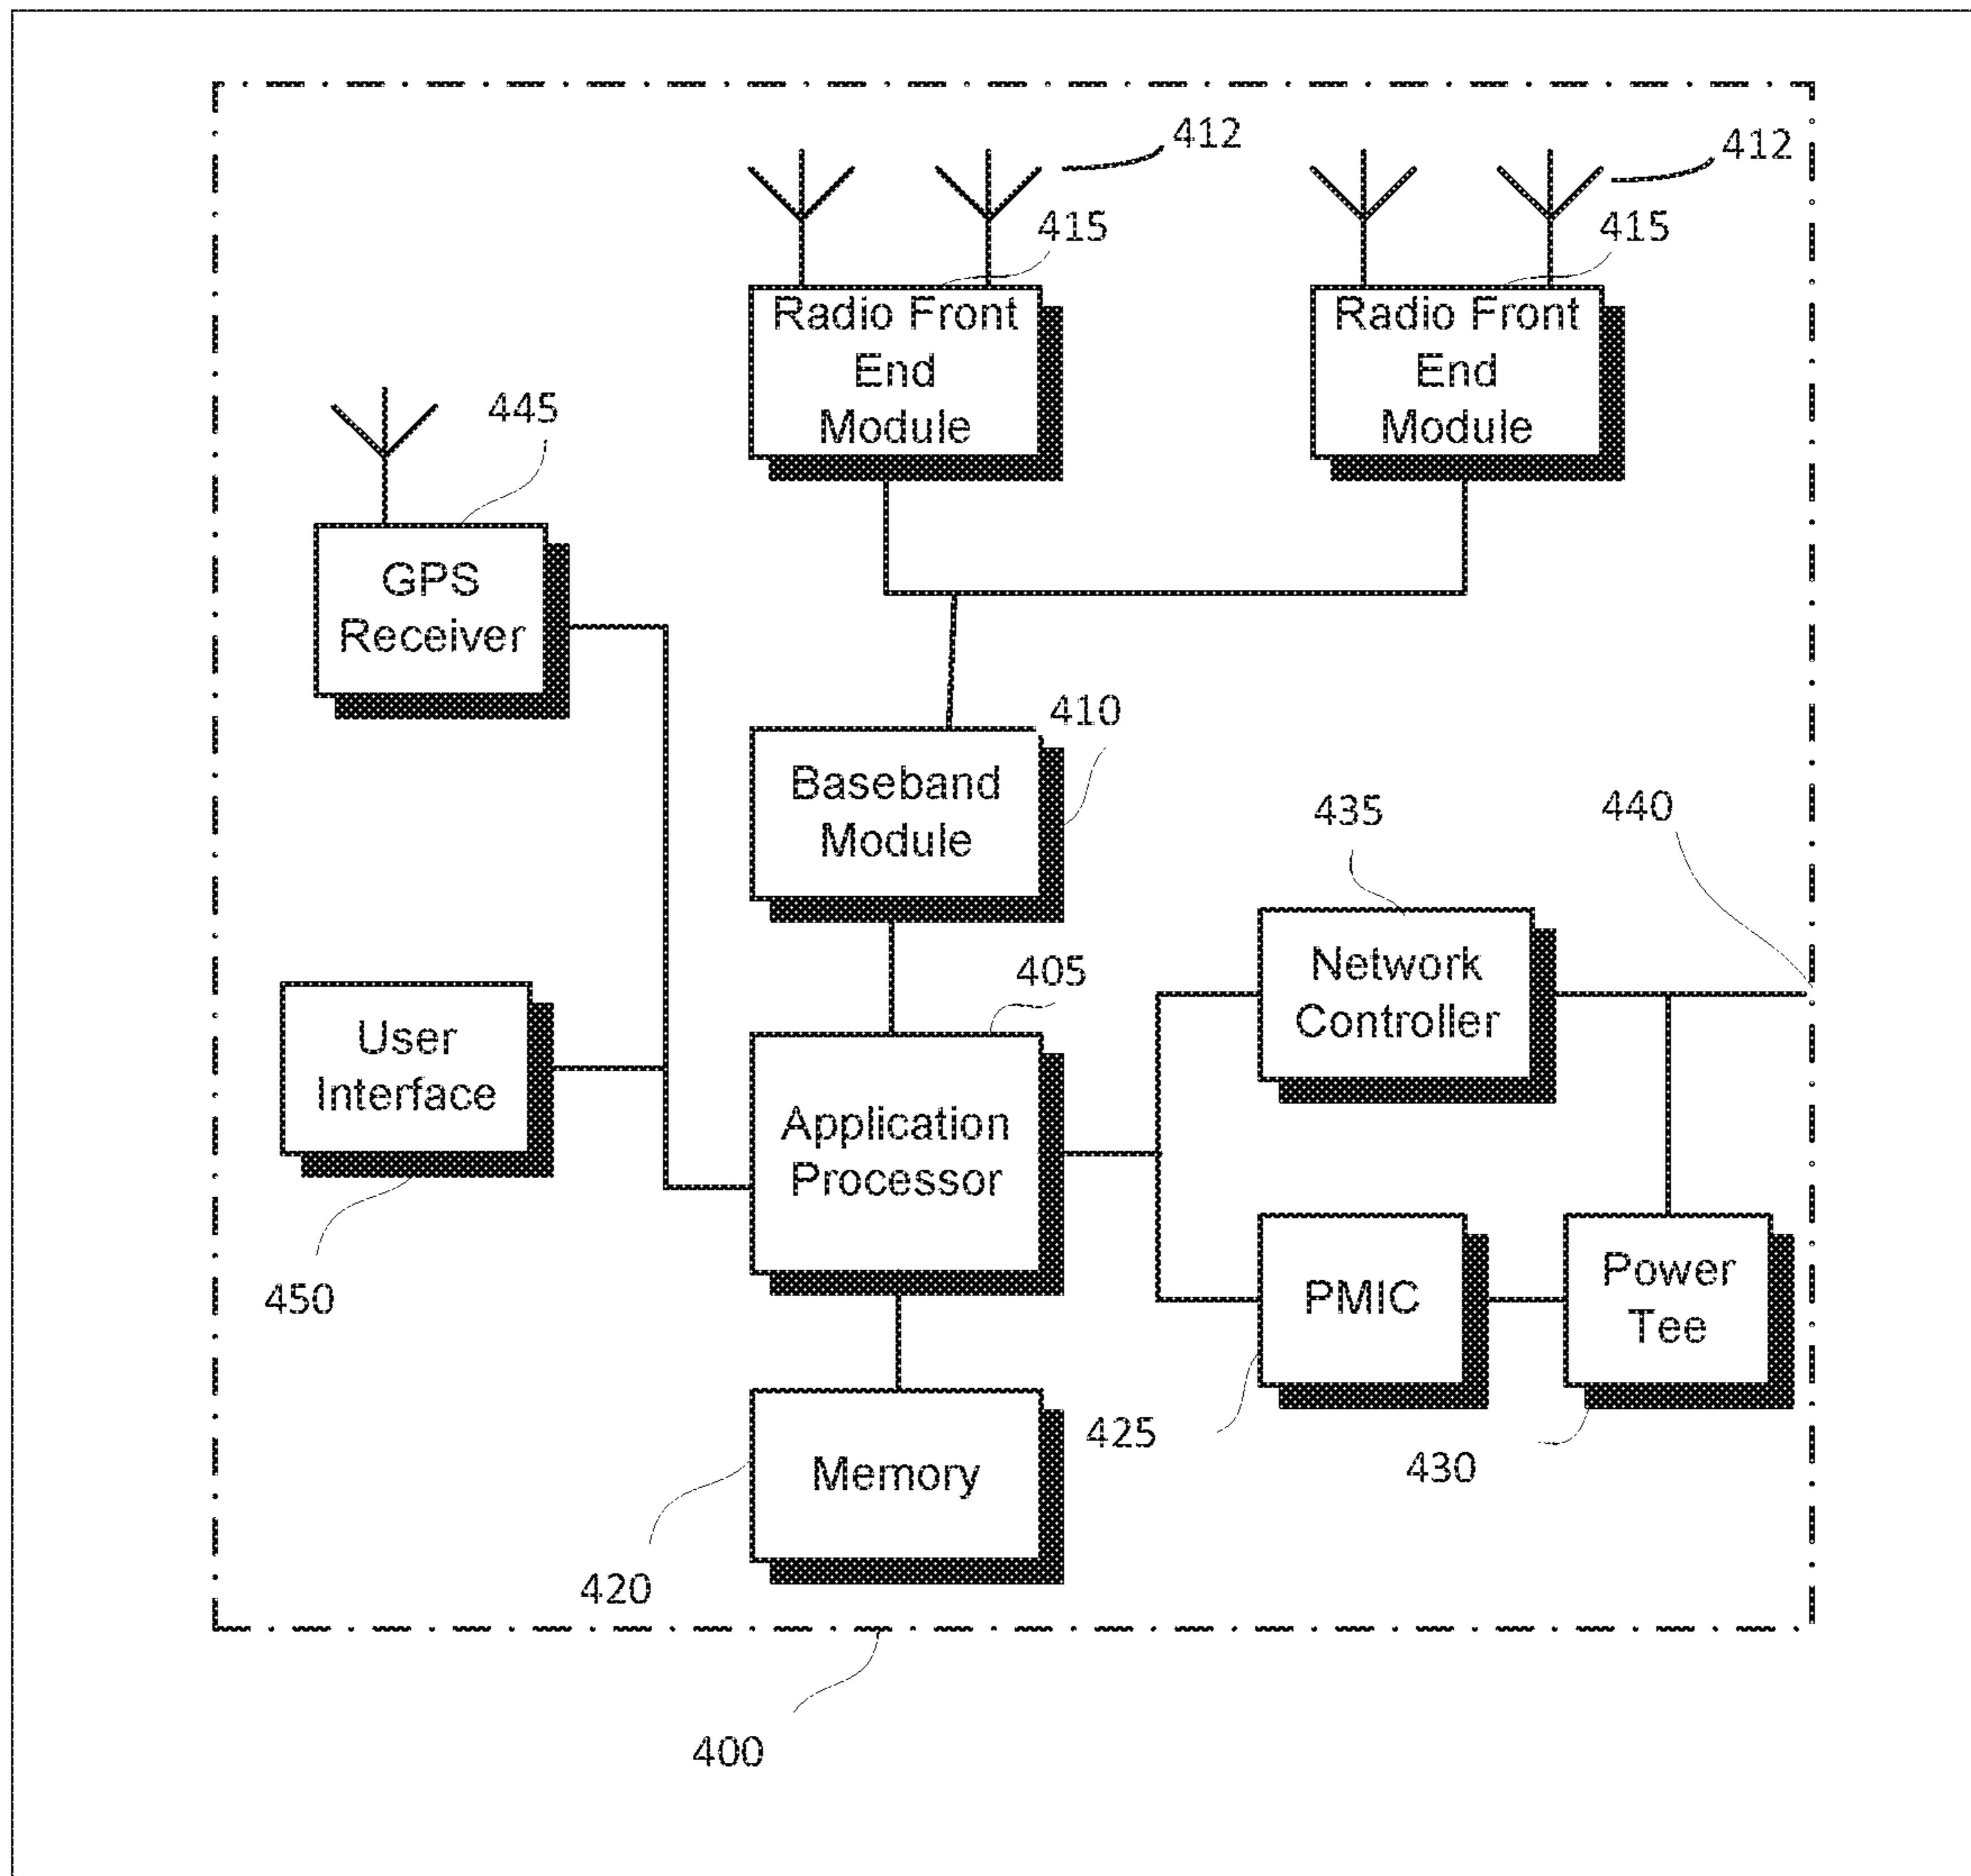 412
412
415
415
Radio Front
End
Module
Radio Front
End
Module
445
GPS
Receiver
410
Baseband
Module
435
440
Network
Controller
405
User
Interface
Application
Processor
450
PMIC
Power
Tee
425
430
Memory
420
400